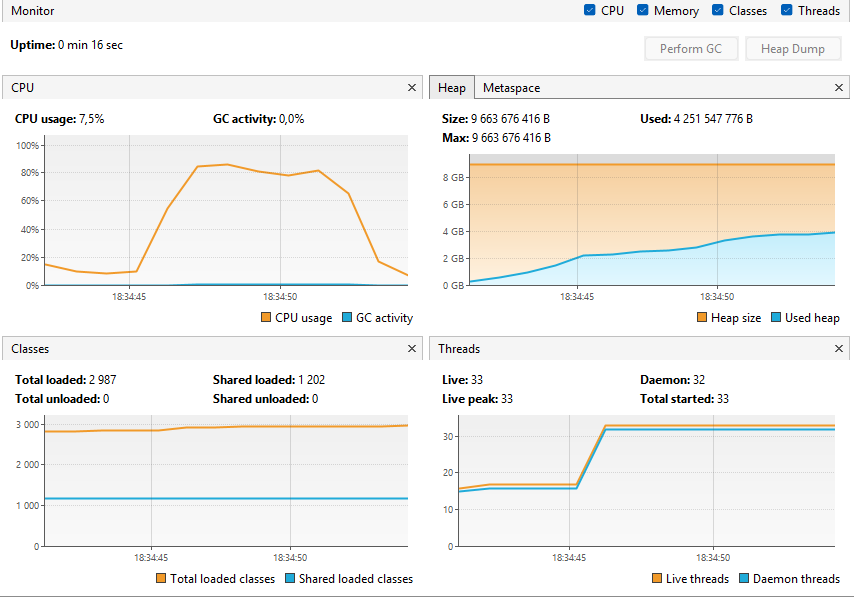 Monitor
CPU Memory Classes Threads
Uptime: 0 min 16 sec
Perform GC Heap Dump
CPU
CPU usage: 7,5% GC activity: 0,0%
100%
80%
60%
40%
20%
0%
18:34:45 18:34:50
CPU usage GC activity
Heap Metaspace
Size: 9 663 676 416 B Used: 4 251 547 776 B
Max: 9 663 676 416 B
8 GB
6 GB
4 GB
2 GB
0 GB
18:34:45 18:34:50
Heap size Used heap
Classes
Total loaded: 2 987 Shared loaded: 1 202
Total unloaded: 0 Shared unloaded: 0
3 000
2 000
1 000
0
18:34:45 18:34:50
Total loaded classes Shared loaded classes
Threads
Live: 33 Daemon: 32
Live peak: 33 Total started: 33
30
20
10
0
18:34:45 18:34:50
Live threads Daemon threads